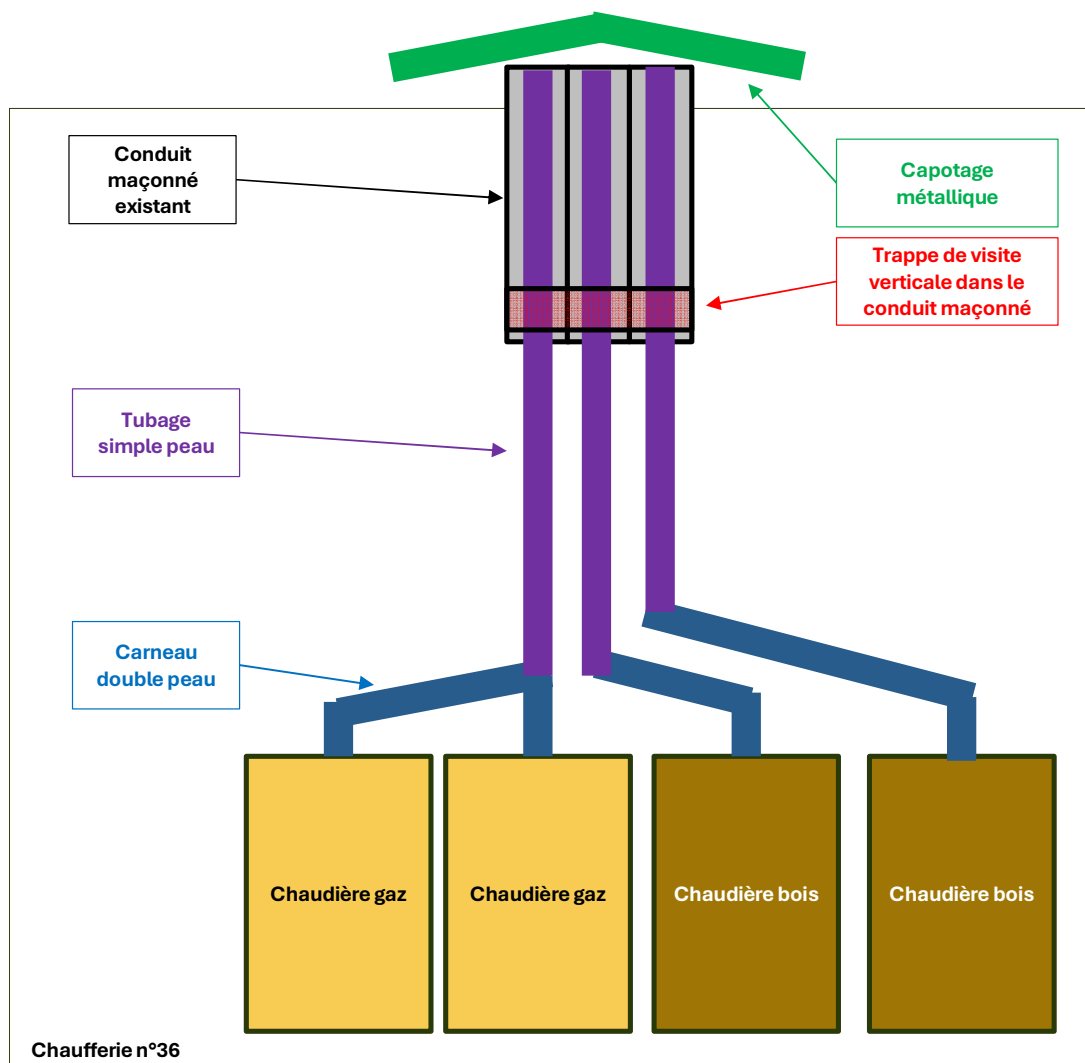 Conduit
maçonné
existant
Capotage
métallique
Trappe de visite
verticale dans le
conduit maçonné
Tubage
simple peau
Carneau
double peau
Chaudière gaz
Chaudière gaz
Chaudière bois
Chaudière bois
Chaufferie n°36